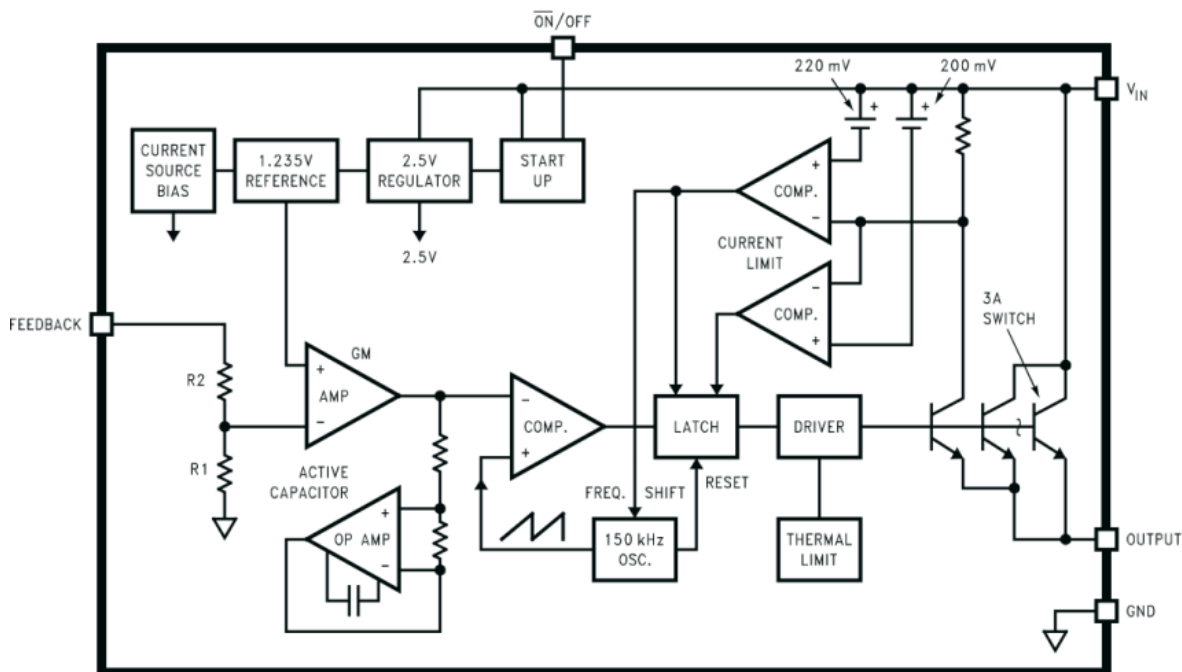 ON/OFF
220 mV
200 mV
V_IN
CURRENT
SOURCE
BIAS
1.235V
REFERENCE
2.5V
REGULATOR
START
UP
+
COMP.
−
2.5V
CURRENT
LIMIT
−
COMP.
+
3A
SWITCH
FEEDBACK
R2
R1
GM
+
AMP
−
−
COMP.
+
LATCH
DRIVER
ACTIVE
CAPACITOR
+
OP AMP
−
FREQ. SHIFT
RESET
150 kHz
OSC.
THERMAL
LIMIT
OUTPUT
GND
+
+